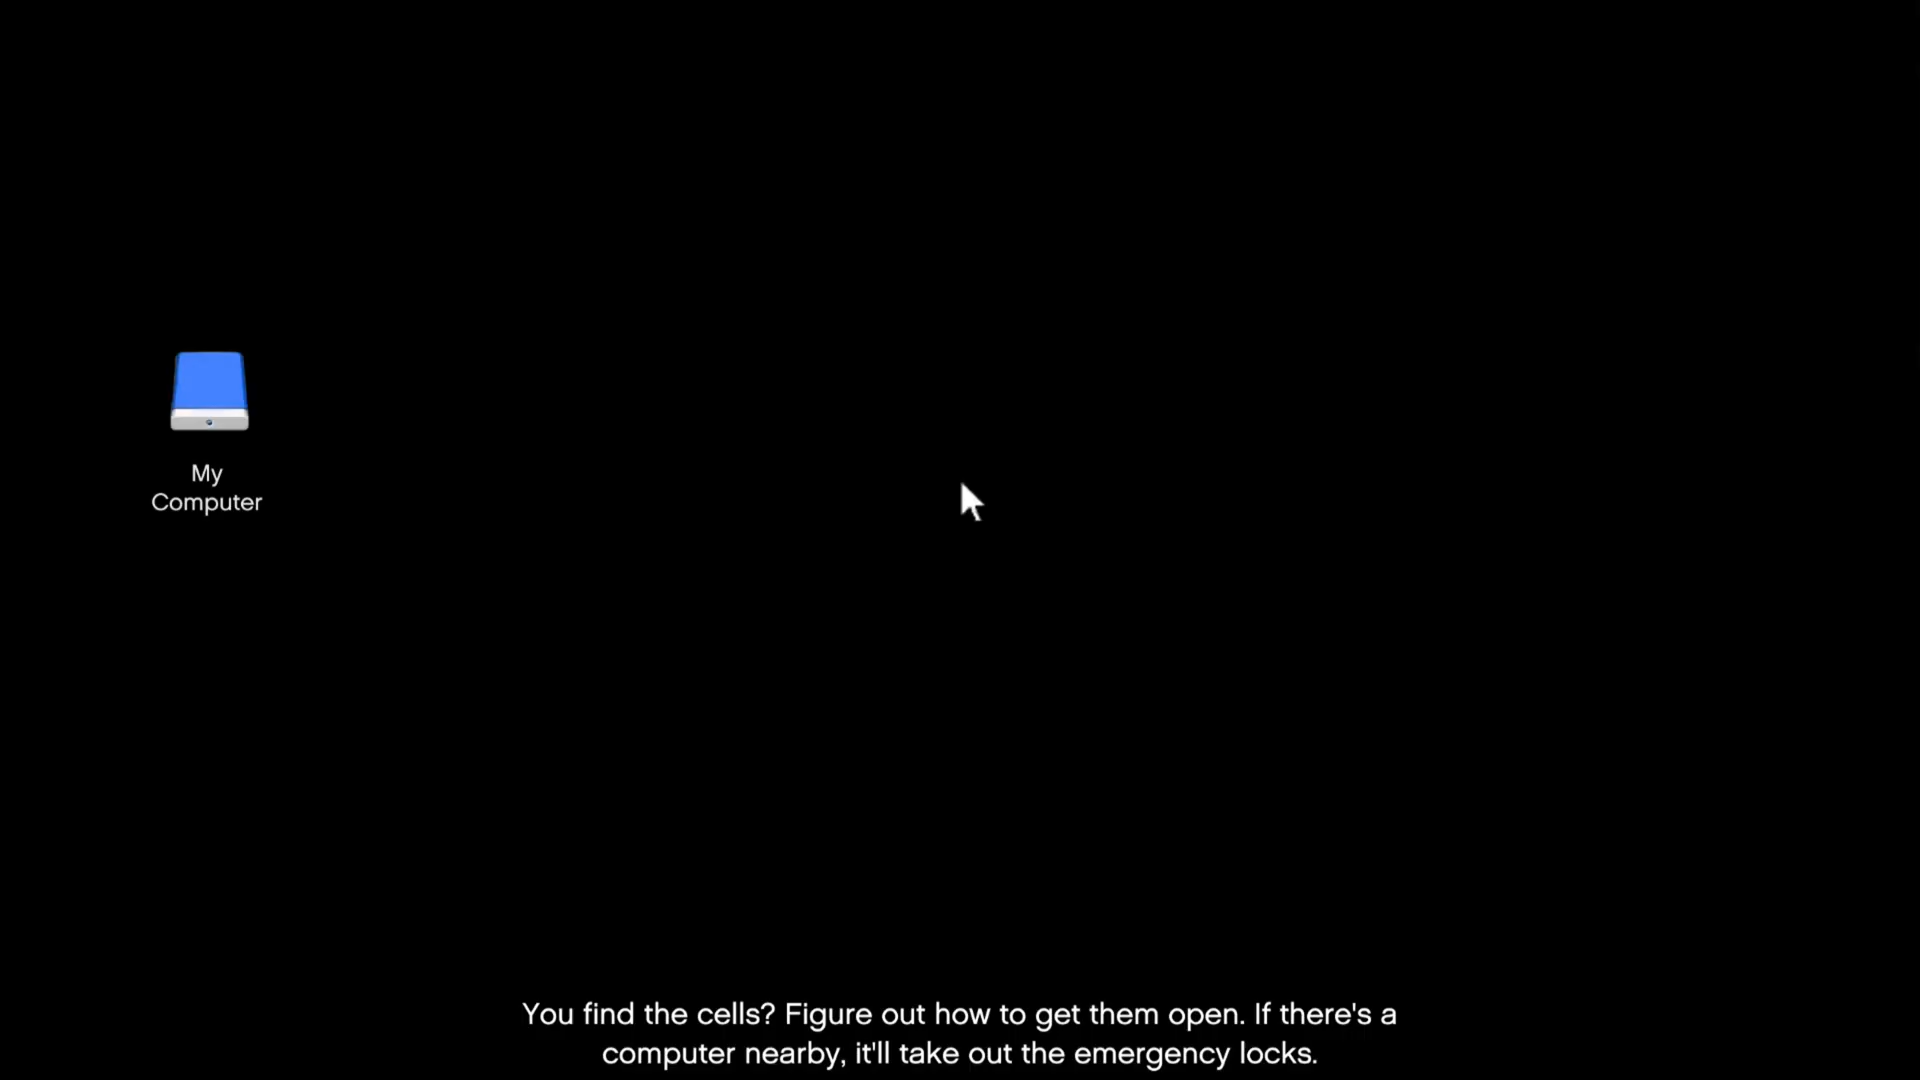 My
Computer
You find the cells? Figure out how to get them open. If there's a
computer nearby, it'll take out the emergency locks.